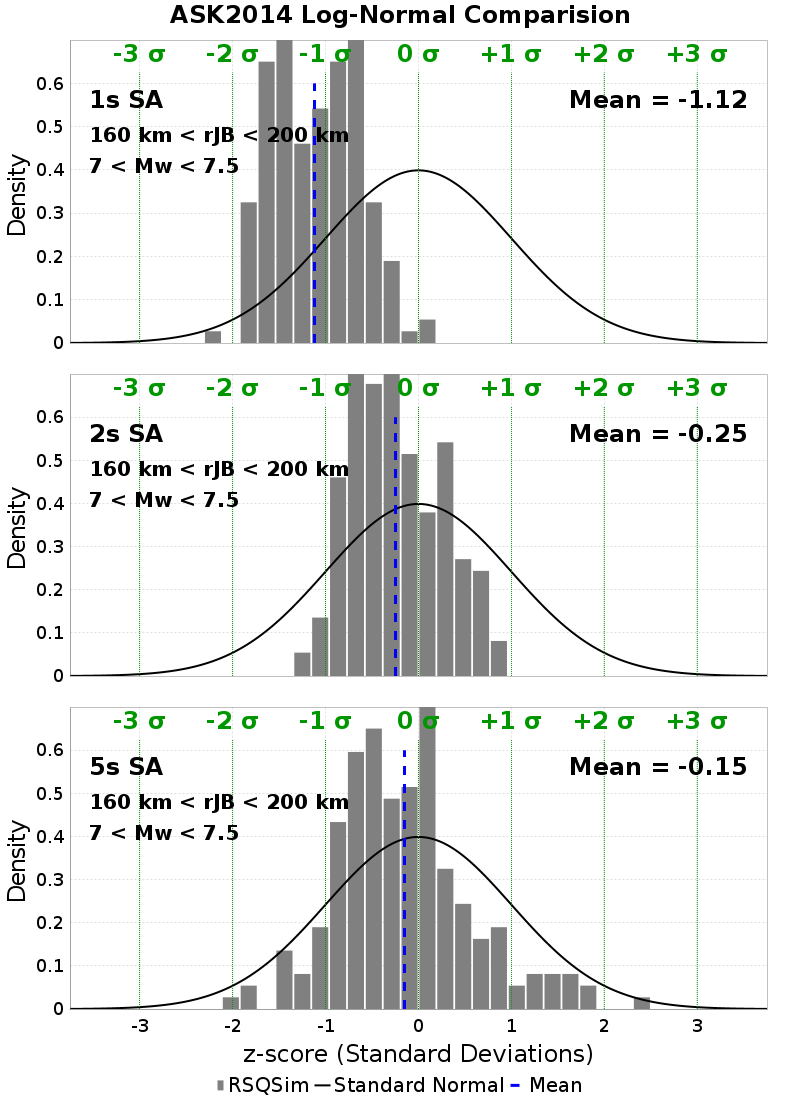 ASK2014 Log-Normal Comparision
-3 σ -2 σ -1 σ 0 σ +1 σ +2 σ +3 σ
0.6
1s SA Mean = -1.12
0.5
160 km < rJB < 200 km
7 < Mw < 7.5
0.4
Density
0.3
0.2
0.1
0
-3 σ -2 σ -1 σ 0 σ +1 σ +2 σ +3 σ
0.6
2s SA Mean = -0.25
0.5
160 km < rJB < 200 km
7 < Mw < 7.5
0.4
Density
0.3
0.2
0.1
0
-3 σ -2 σ -1 σ 0 σ +1 σ +2 σ +3 σ
0.6
5s SA Mean = -0.15
0.5
160 km < rJB < 200 km
7 < Mw < 7.5
0.4
Density
0.3
0.2
0.1
0
-3 -2 -1 0 1 2 3
z-score (Standard Deviations)
RSQSim Standard Normal Mean